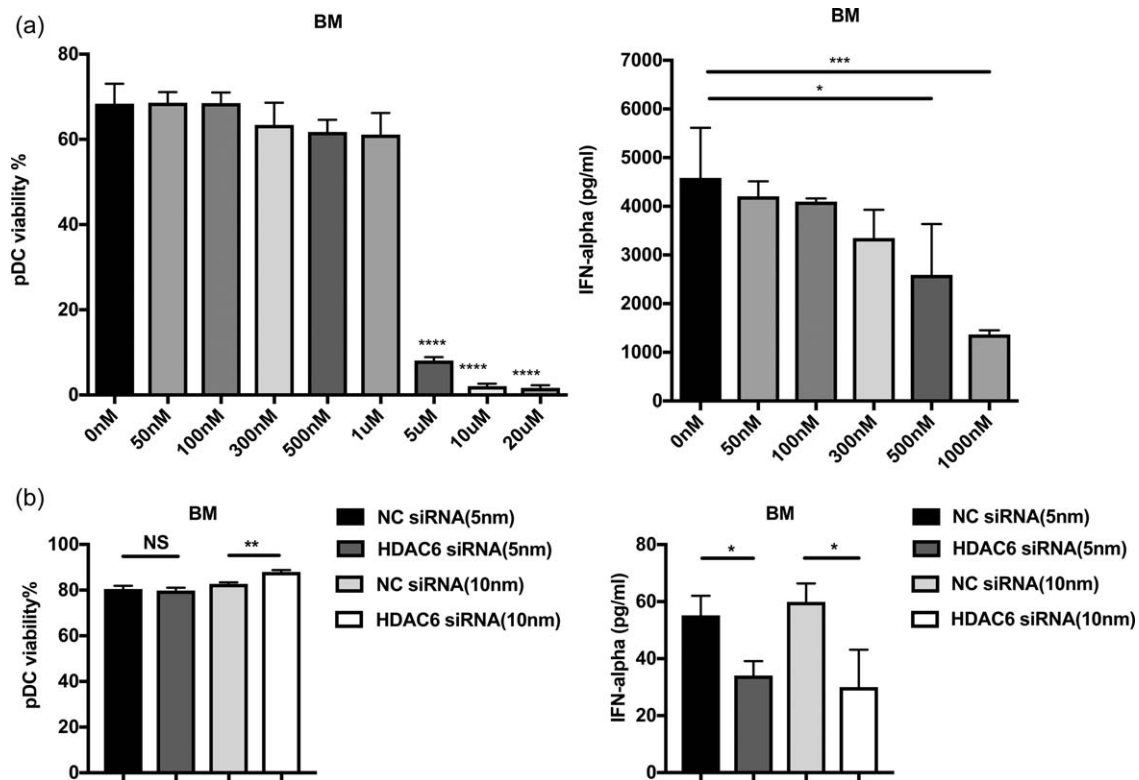 (a)
BM
pDC viability %
80
60
40
20
0
****
****
****
0nM
50nM
100nM
300nM
500nM
1uM
5uM
10uM
20uM
BM
IFN-alpha (pg/ml)
7000
6000
5000
4000
3000
2000
1000
0
***
*
0nM
50nM
100nM
300nM
500nM
1000nM
(b)
BM
pDC viability%
100
80
60
40
20
0
NS
**
NC siRNA(5nm)
HDAC6 siRNA(5nm)
NC siRNA(10nm)
HDAC6 siRNA(10nm)
BM
IFN-alpha (pg/ml)
80
60
40
20
0
*
*
NC siRNA(5nm)
HDAC6 siRNA(5nm)
NC siRNA(10nm)
HDAC6 siRNA(10nm)